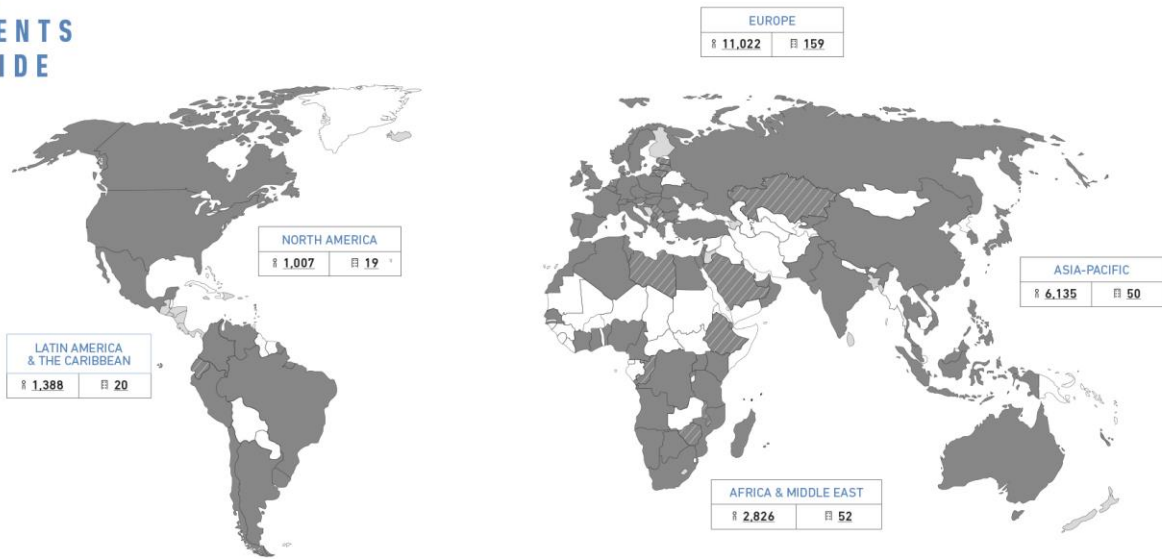 ENTS
IDE
EUROPE
11,022 159
NORTH AMERICA
1,007 19
ASIA-PACIFIC
6,135 50
LATIN AMERICA
& THE CARIBBEAN
1,388 20
AFRICA & MIDDLE EAST
2,826 52